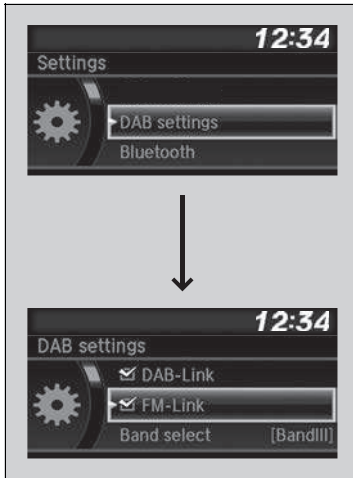 12:34
Settings
DAB settings
Bluetooth
12:34
DAB settings
DAB-Link
FM-Link
Band select [BandIII]